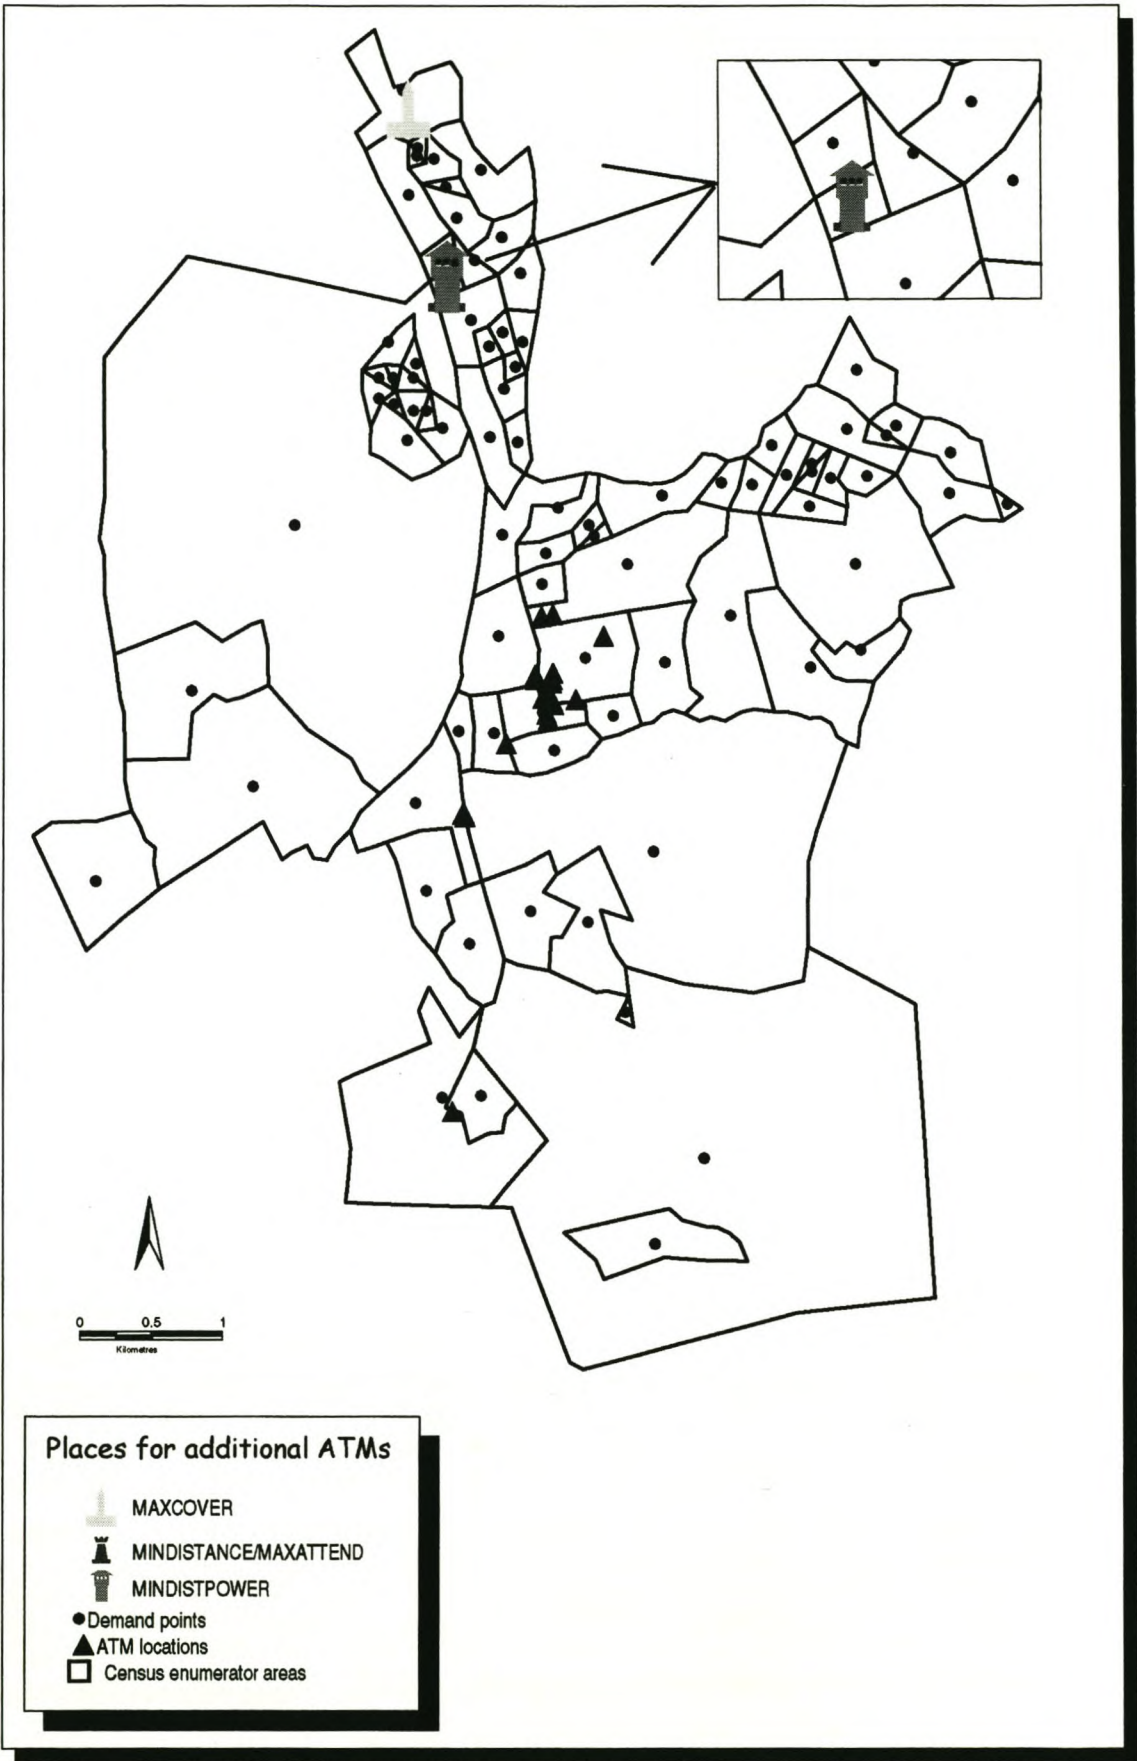 0 0.5 1
Kilometres
Places for additional ATMs
MAXCOVER
MINDISTANCE/MAXATTEND
MINDISTPOWER
Demand points
ATM locations
Census enumerator areas